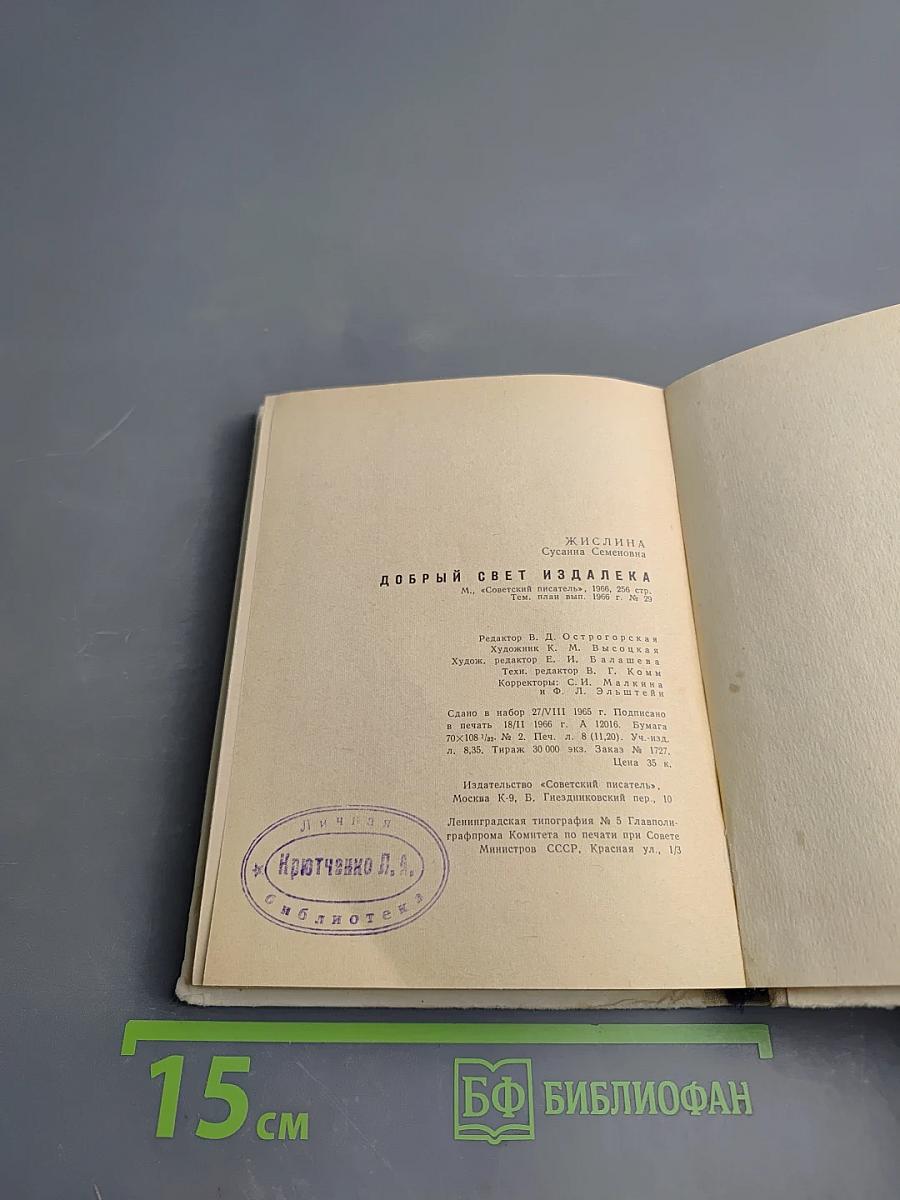 ЖИСЛИНА
Сусанна Семеновна
ДОБРЫЙ СВЕТ ИЗДАЛЕКА
М., «Советский писатель», 1966, 256 стр.
Тем. план вып. 1966 г. № 29
Редактор В. Д. Острогорская
Художник К. М. Высоцкая
Худож. редактор Е. И. Балашева
Техн. редактор В. Г. Комм
Корректоры: С. И. Малкина
и Ф. Л. Эльштейн
Сдано в набор 27/VIII 1965 г. Подписано
в печать 18/II 1966 г. А 12016. Бумага
70×108 ¹/₃₂. № 2. Печ. л. 8 (11,20). Уч.-изд.
л. 8,35. Тираж 30 000 экз. Заказ № 1727.
Цена 35 к.
Издательство «Советский писатель»,
Москва К-9, Б. Гнездниковский пер., 10
Ленинградская типография № 5 Главполи-
графпрома Комитета по печати при Совете
Министров СССР, Красная ул., 1/3
Личная
Крютченко Л. А.
библиотека
15 см
БФ БИБЛИОФАН